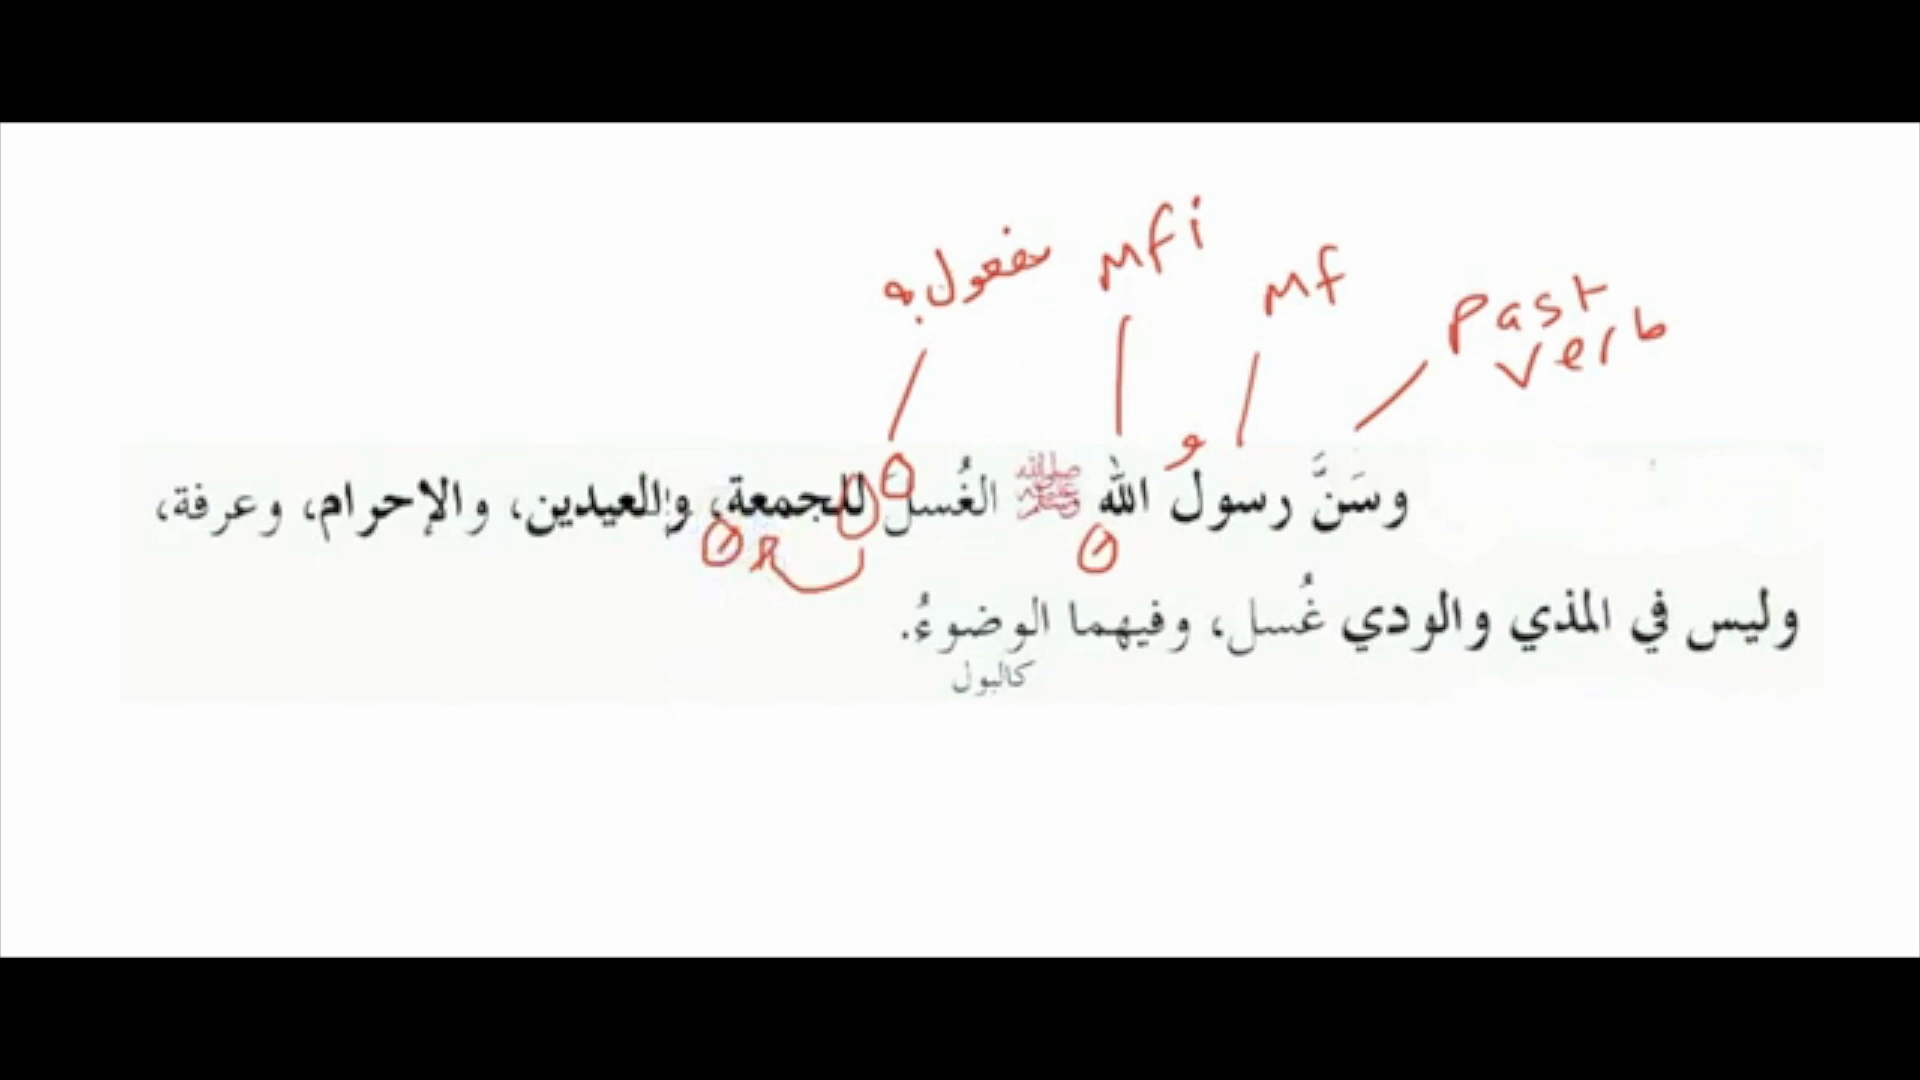 مفعول به
Mfi
Mf
past
verb
وسَنَّ رسولُ الله ﷺ الغُسلَ للجمعة، والعيدين، والإحرام، وعرفة،
وليس في المذي والودي غُسل، وفيهما الوضوءُ.
كالبول